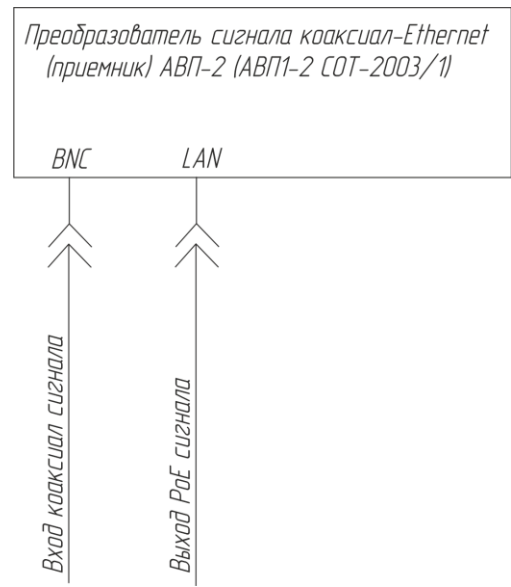 Преобразователь сигнала коаксиал-Ethernet
(приемник) АВП-2 (АВП1-2 СОТ-2003/1)
BNC LAN
Вход коаксиал сигнала
Выход PoE сигнала